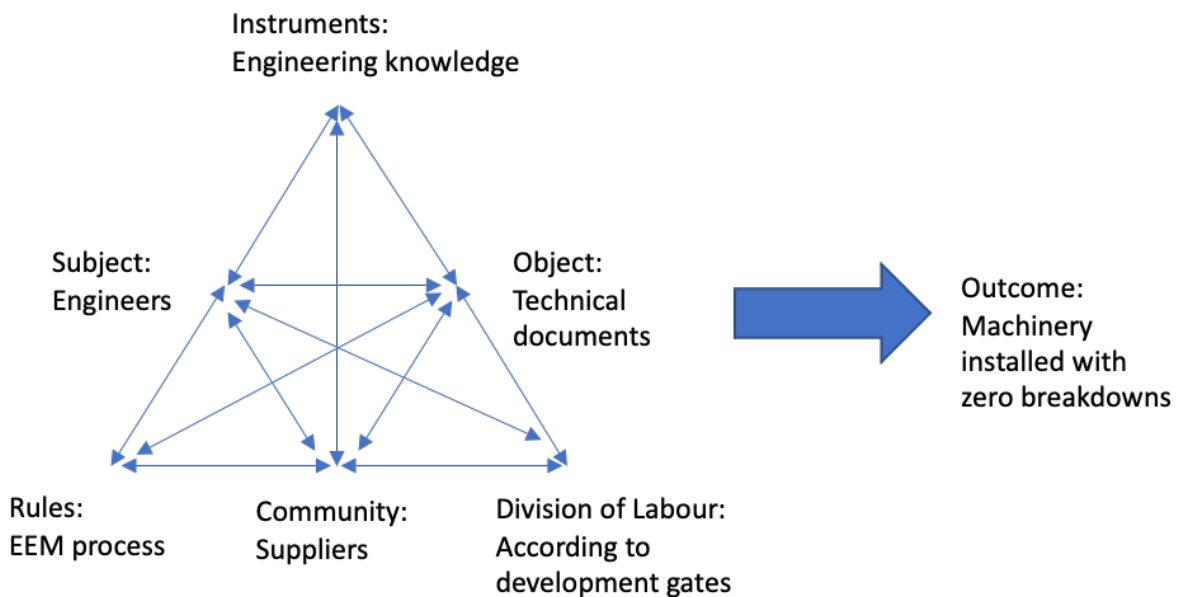 Instruments:
Engineering knowledge
Subject:
Engineers
Object:
Technical
documents
Outcome:
Machinery
installed with
zero breakdowns
Rules:
EEM process
Community:
Suppliers
Division of Labour:
According to
development gates